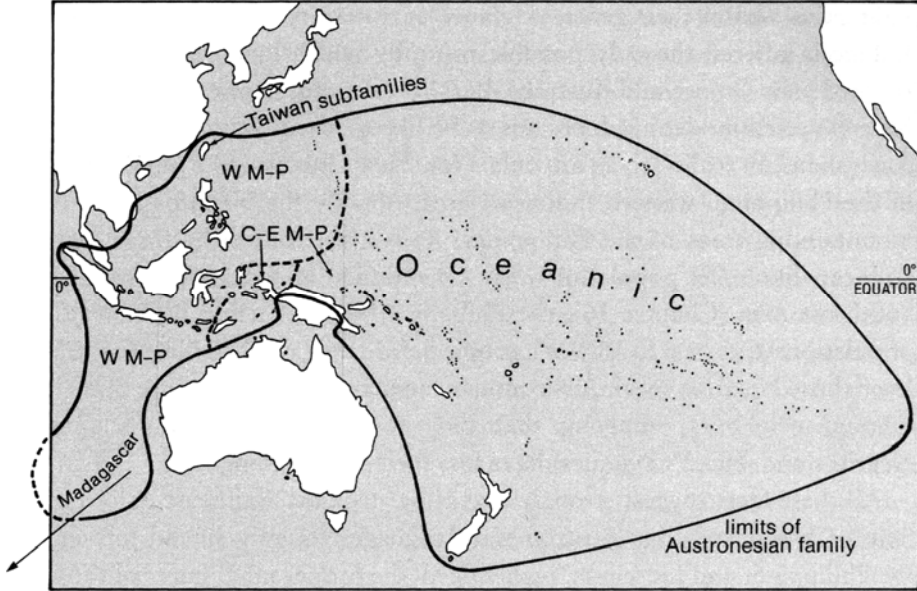 Taiwan subfamilies
W M–P
C–E M–P
Oceanic
0°
0°
EQUATOR
W M–P
Madagascar
limits of
Austronesian family